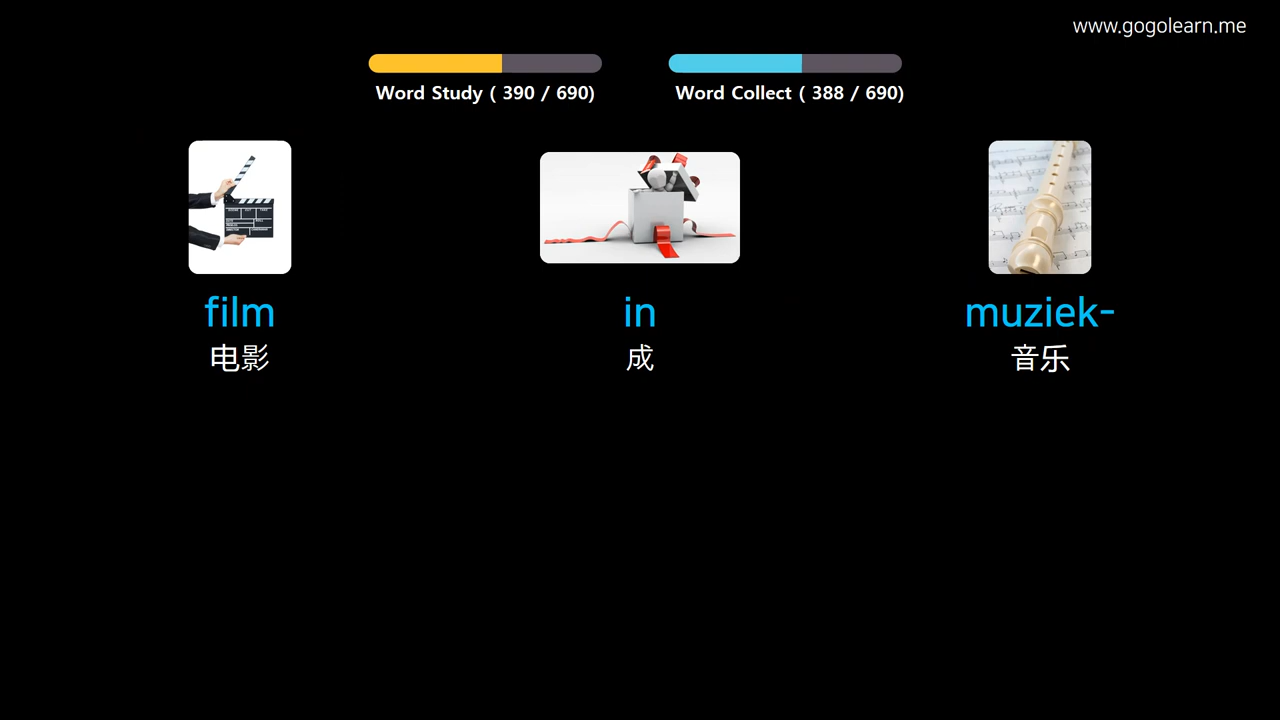 www.gogolearn.me
Word Study ( 390 / 690)
Word Collect ( 388 / 690)
film
电影
in
成
muziek-
音乐